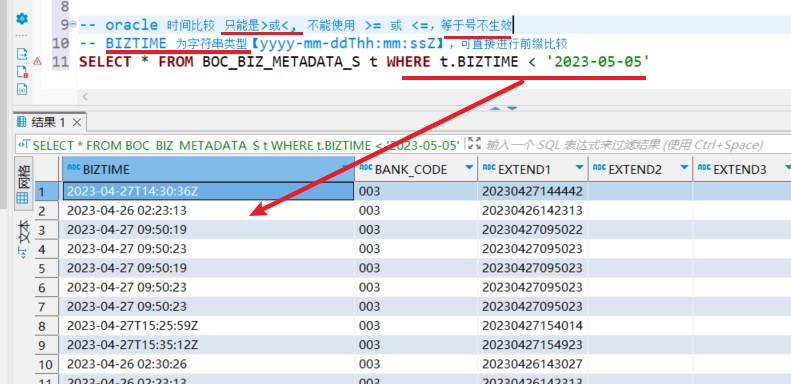 8
9 -- oracle 时间比较 只能是>或<, 不能使用 >= 或 <=,等于号不生效
10 -- BIZTIME 为字符串类型【yyyy-mm-ddThh:mm:ssZ】,可直接进行前缀比较
11 SELECT * FROM BOC_BIZ_METADATA_S t WHERE t.BIZTIME < '2023-05-05'
结果 1
SELECT * FROM BOC_BIZ_METADATA_S t WHERE t.BIZTIME < '2023-05-05' 输入一个 SQL 表达式来过滤结果 (使用 Ctrl+Space)
网格
文本
ABC BIZTIME ABC BANK_CODE ABC EXTEND1 ABC EXTEND2 ABC EXTEND3
1 2023-04-27T14:30:36Z 003 20230427144442
2 2023-04-26 02:23:13 003 20230426142313
3 2023-04-27 09:50:19 003 20230427095022
4 2023-04-27 09:50:23 003 20230427095023
5 2023-04-27 09:50:19 003 20230427095023
6 2023-04-27 09:50:23 003 20230427095023
7 2023-04-27 09:50:23 003 20230427095023
8 2023-04-27T15:25:59Z 003 20230427154014
9 2023-04-27T15:35:12Z 003 20230427154923
10 2023-04-26 02:30:26 003 20230426143027
11 2023-04-26 02:23:13 003 20230426142313